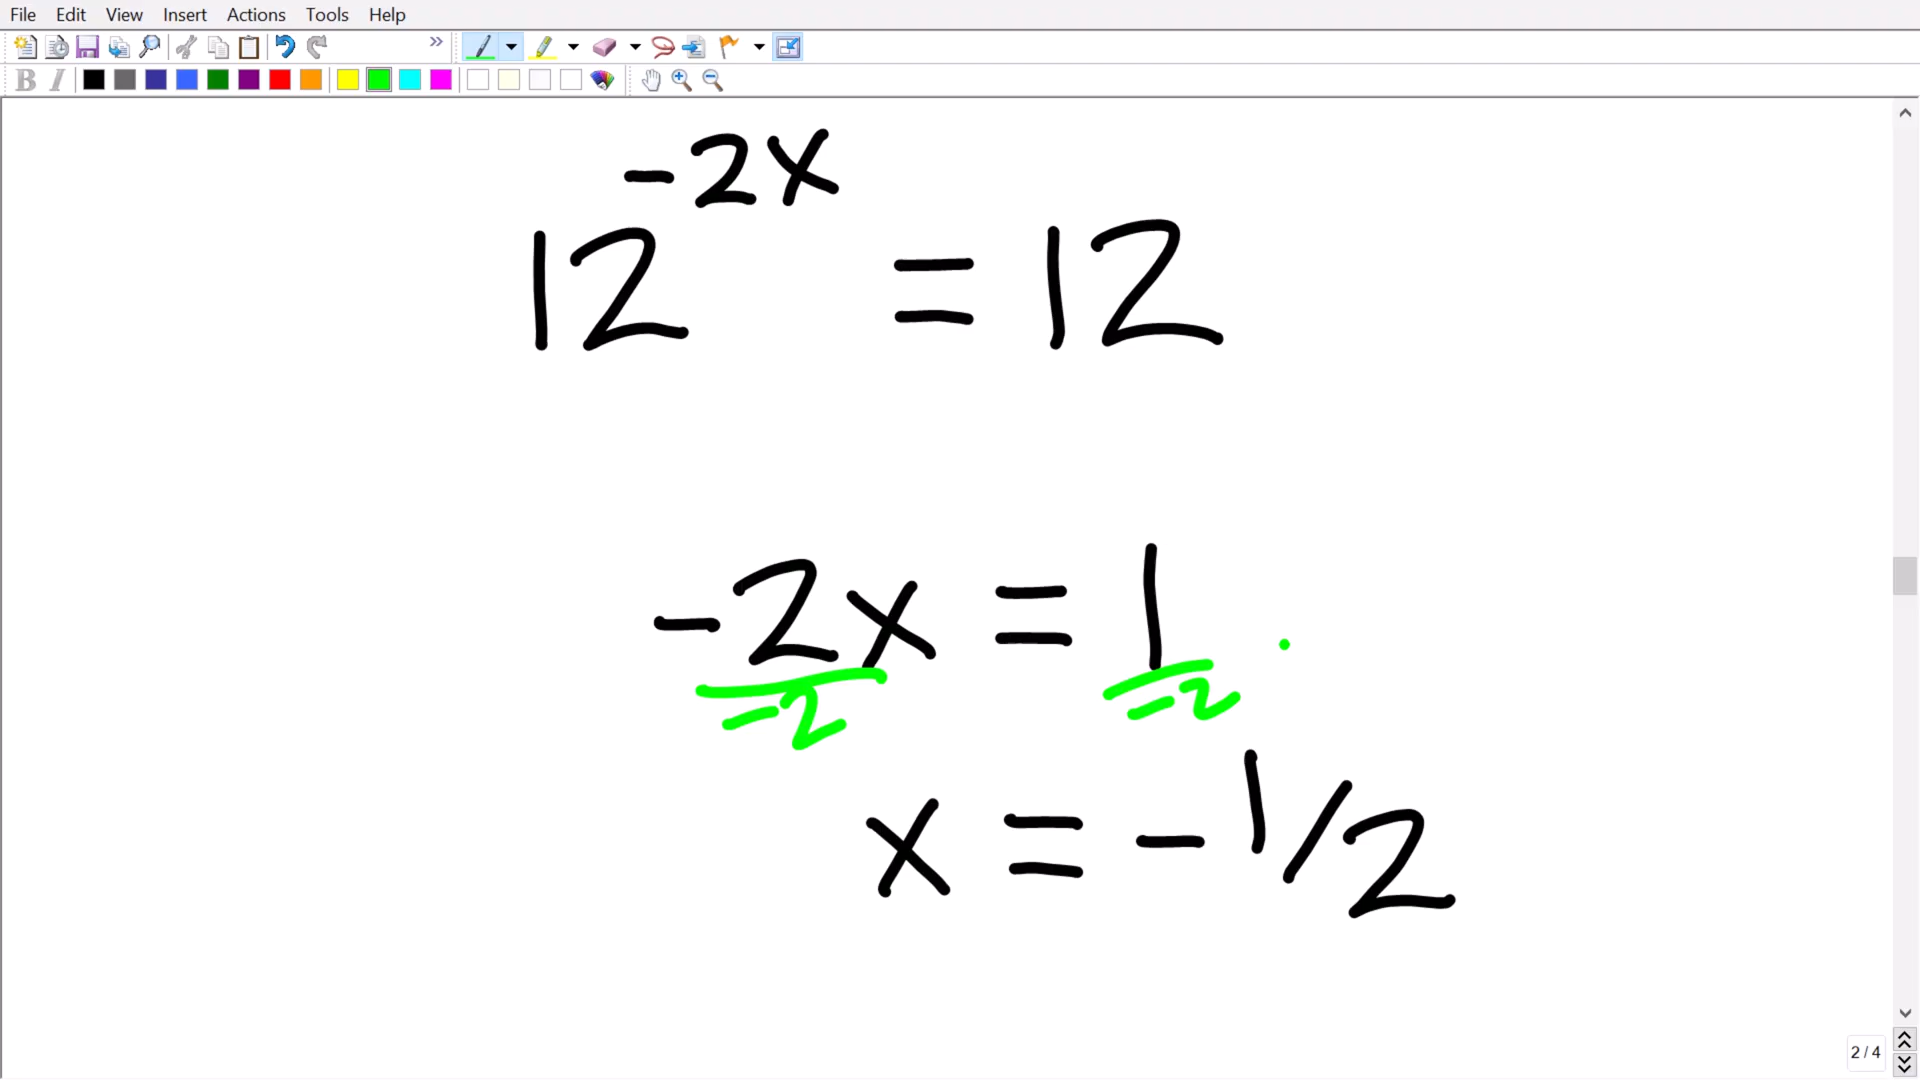 File Edit View Insert Actions Tools Help
B I
12^-2x = 12
-2x = 1
-2 -2
x = -1/2
2 / 4